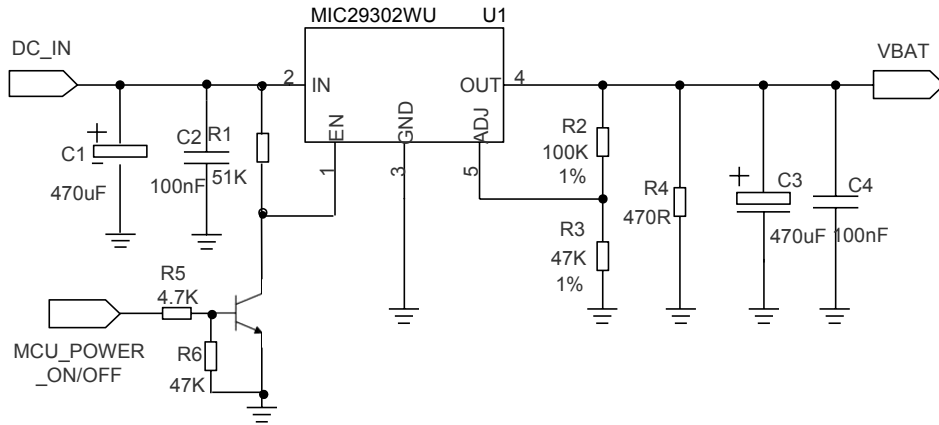 MIC29302WU U1
DC_IN
VBAT
2
IN
OUT
4
EN
GND
ADJ
1
3
5
C1
470uF
C2
100nF
R1
51K
R2
100K
1%
R3
47K
1%
R4
470R
C3
470uF
C4
100nF
R5
4.7K
MCU_POWER
_ON/OFF
R6
47K